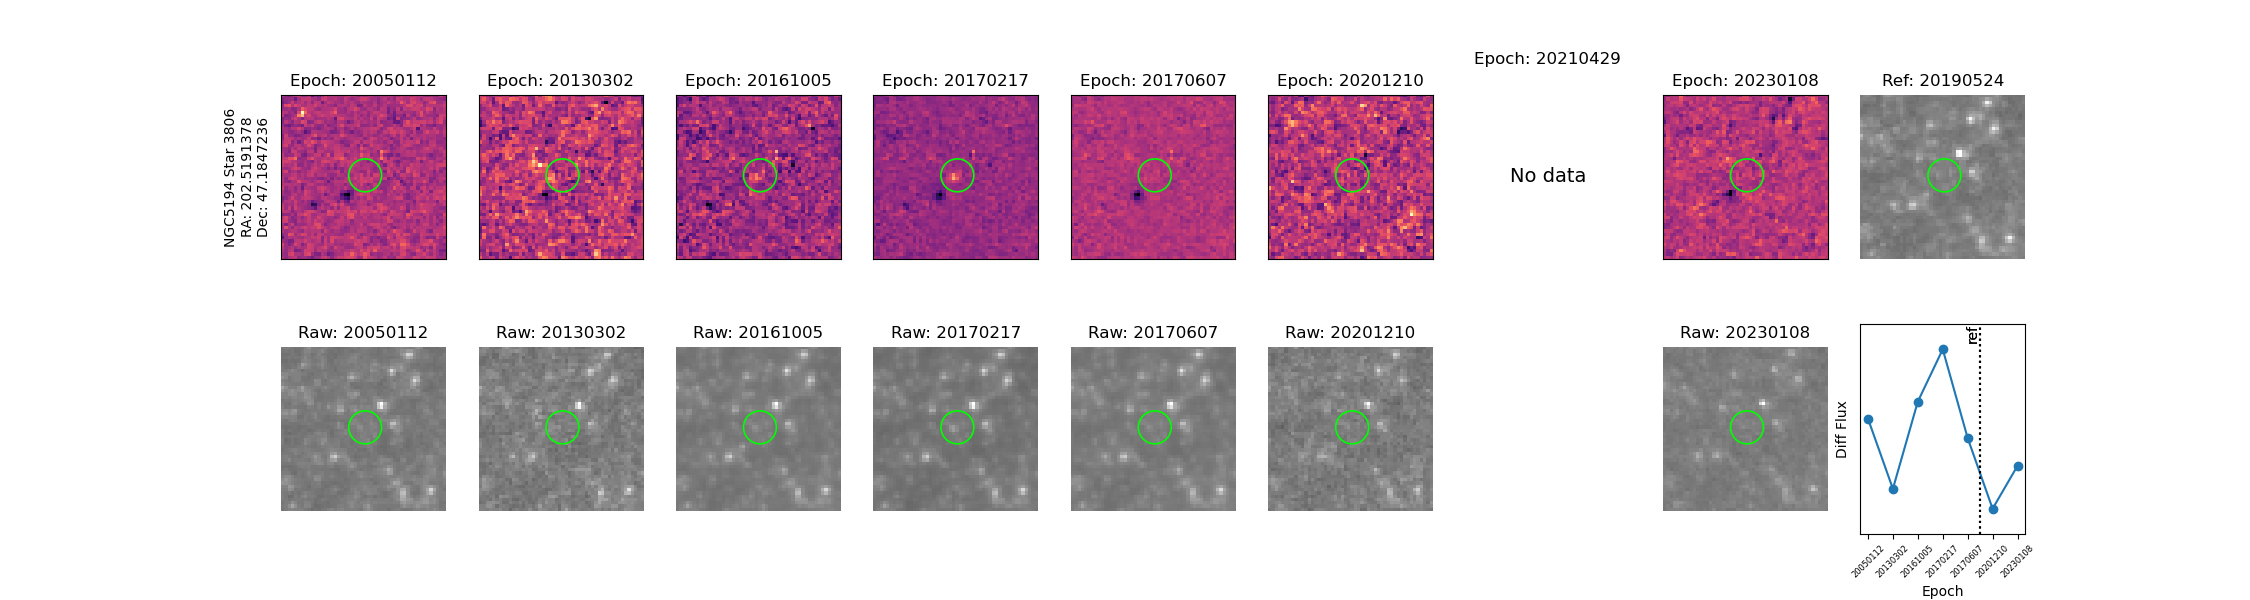 Epoch: 20050112
Epoch: 20130302
Epoch: 20161005
Epoch: 20170217
Epoch: 20170607
Epoch: 20201210
Epoch: 20210429
Epoch: 20230108
Ref: 20190524
NGC5194 Star 3806
RA: 202.5191378
Dec: 47.1847236
No data
Raw: 20050112
Raw: 20130302
Raw: 20161005
Raw: 20170217
Raw: 20170607
Raw: 20201210
Raw: 20230108
ref
Diff Flux
20050112
20130302
20161005
20170217
20170607
20201210
20230108
Epoch